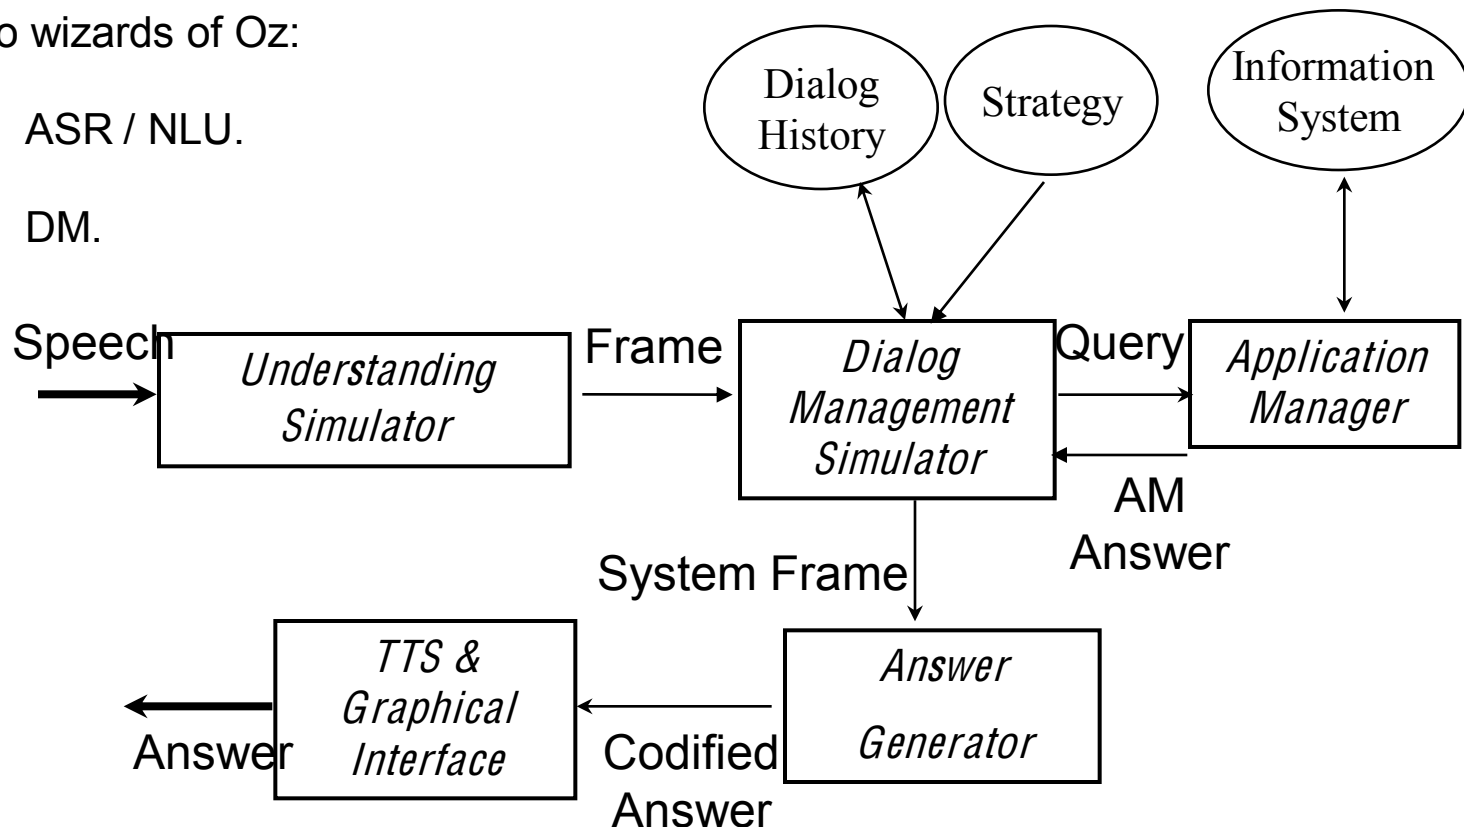 o wizards of Oz:
ASR / NLU.
DM.
Dialog
History
Strategy
Information
System
Speech
Understanding
Simulator
Frame
Dialog
Management
Simulator
Query
Application
Manager
AM
Answer
System Frame
Answer
Generator
Codified
Answer
TTS &
Graphical
Interface
Answer